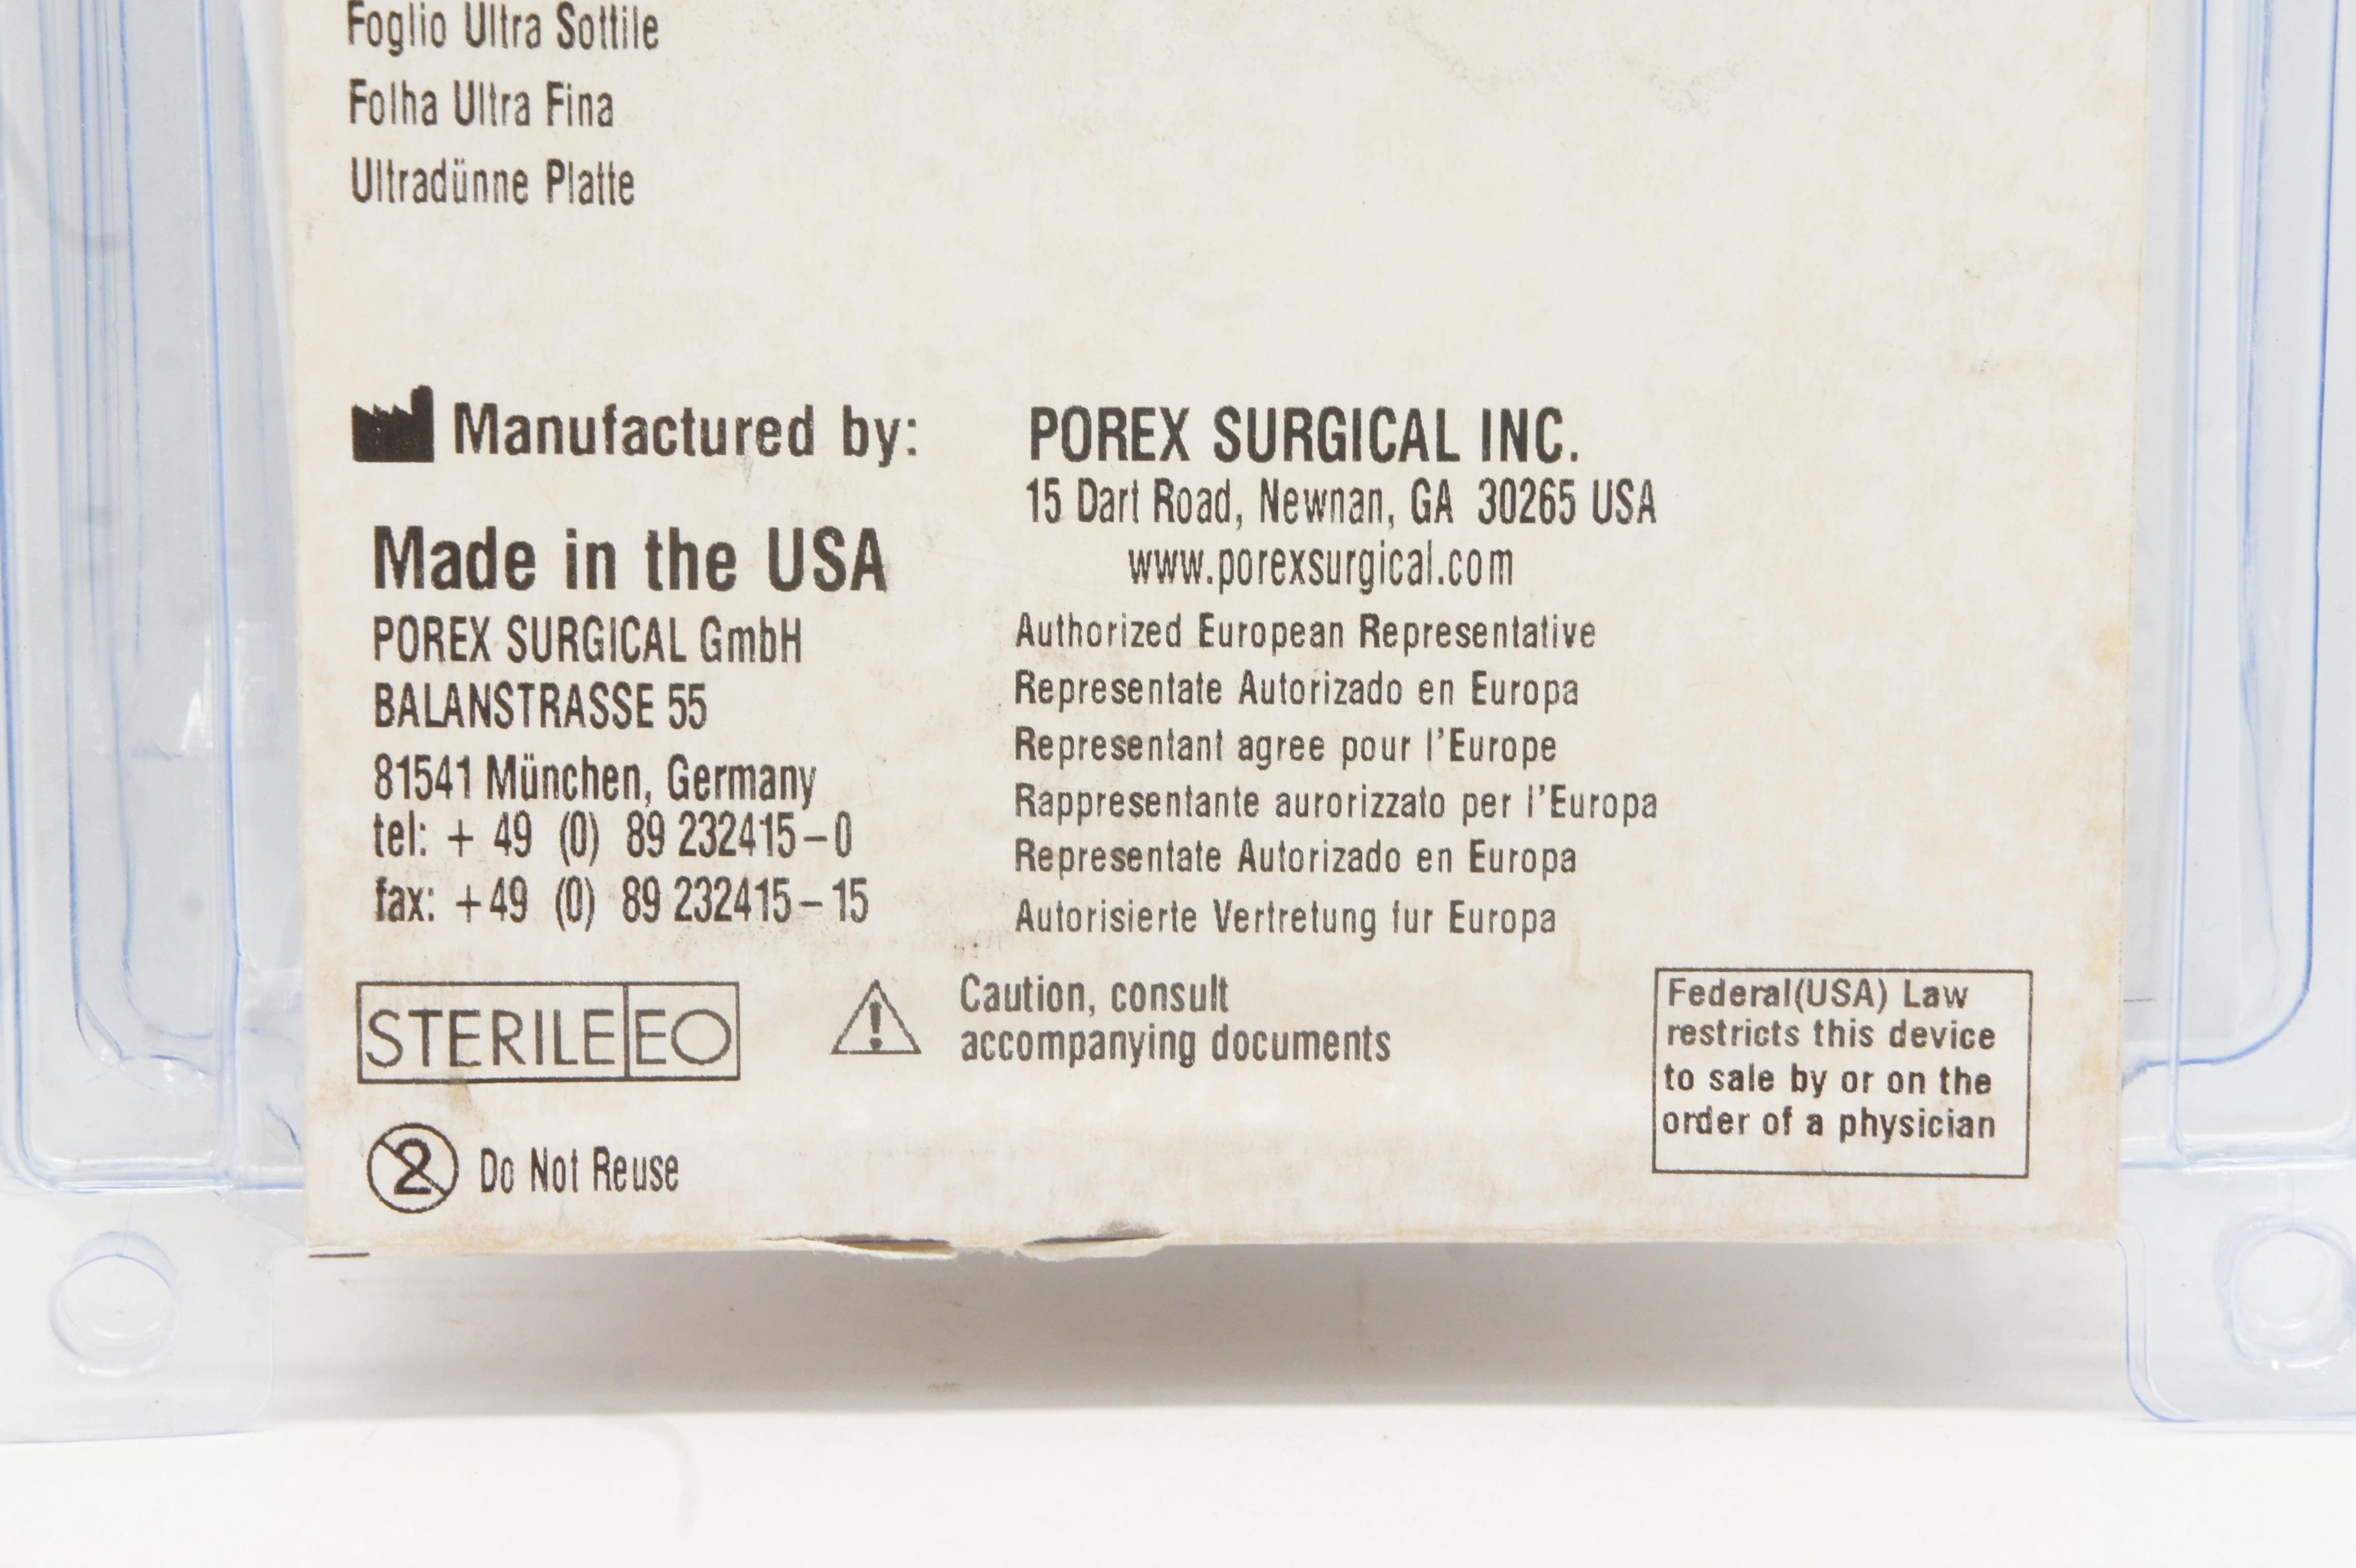 Foglio Ultra Sottile
Folha Ultra Fina
Ultradünne Platte
Manufactured by:
POREX SURGICAL INC.
15 Dart Road, Newnan, GA 30265 USA
www.porexsurgical.com
Made in the USA
POREX SURGICAL GmbH
BALANSTRASSE 55
81541 München, Germany
tel: + 49 (0) 89 232415-0
fax: +49 (0) 89 232415-15
Authorized European Representative
Representate Autorizado en Europa
Representant agree pour l'Europe
Rappresentante aurorizzato per l'Europa
Representate Autorizado en Europa
Autorisierte Vertretung fur Europa
STERILE EO
Caution, consult
accompanying documents
Federal(USA) Law
restricts this device
to sale by or on the
order of a physician
2 Do Not Reuse